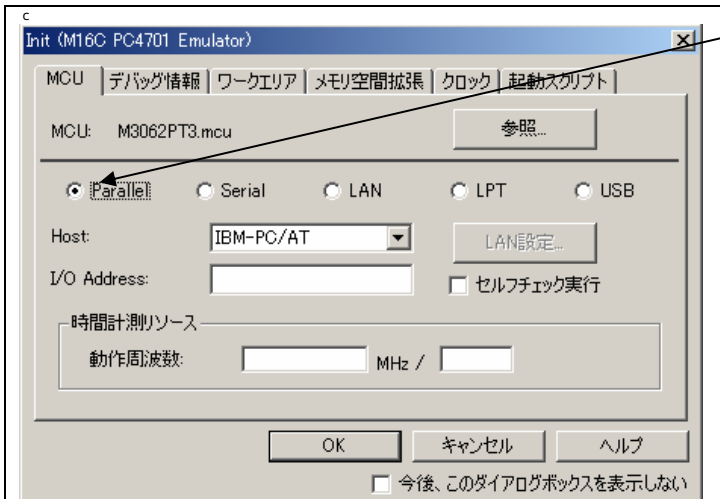 c
Init (M16C PC4701 Emulator)
MCU デバッグ情報 ワークエリア メモリ空間拡張 クロック 起動スクリプト
MCU: M3062PT3.mcu 参照...
Parallel Serial LAN LPT USB
Host: IBM-PC/AT LAN設定...
I/O Address: セルフチェック実行
時間計測リソース
動作周波数: MHz /
OK キャンセル ヘルプ
今後、このダイアログボックスを表示しない